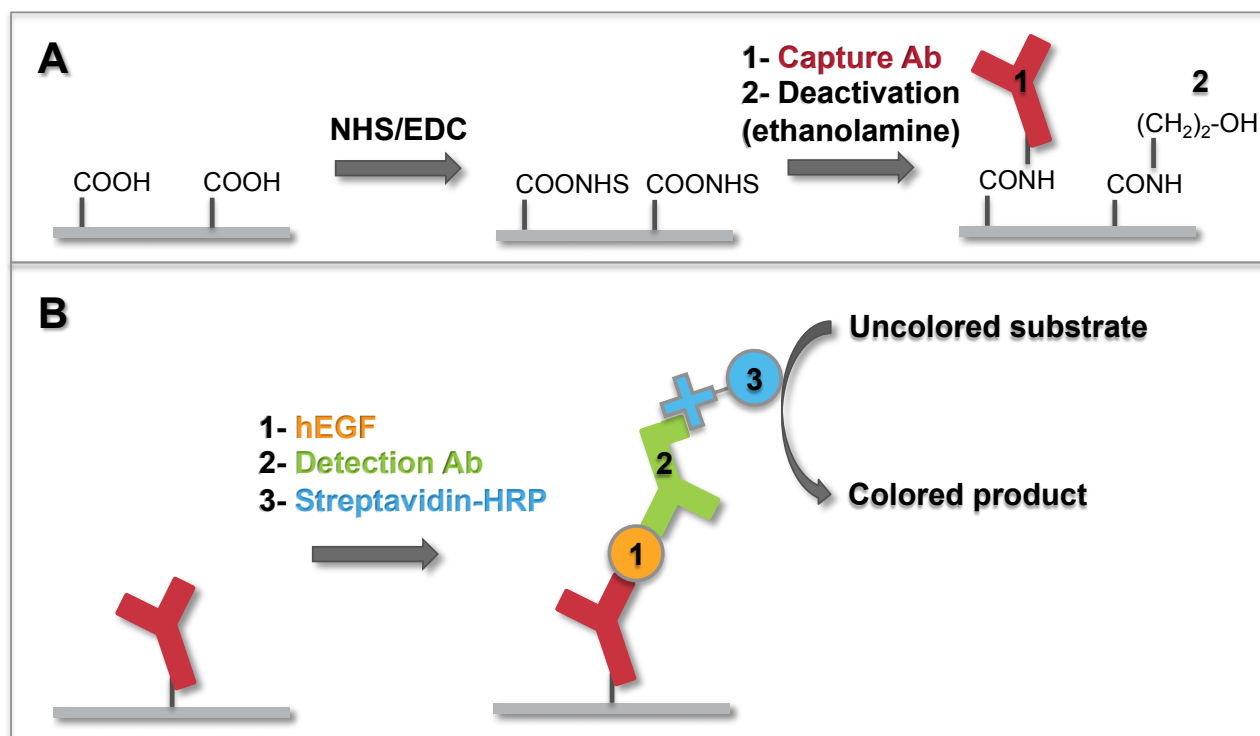 A
NHS/EDC
1- Capture Ab
2- Deactivation
(ethanolamine)
COOH COOH
COONHS COONHS
1
2
(CH₂)₂-OH
CONH CONH
B
1- hEGF
2- Detection Ab
3- Streptavidin-HRP
Uncolored substrate
3
2
Colored product
1